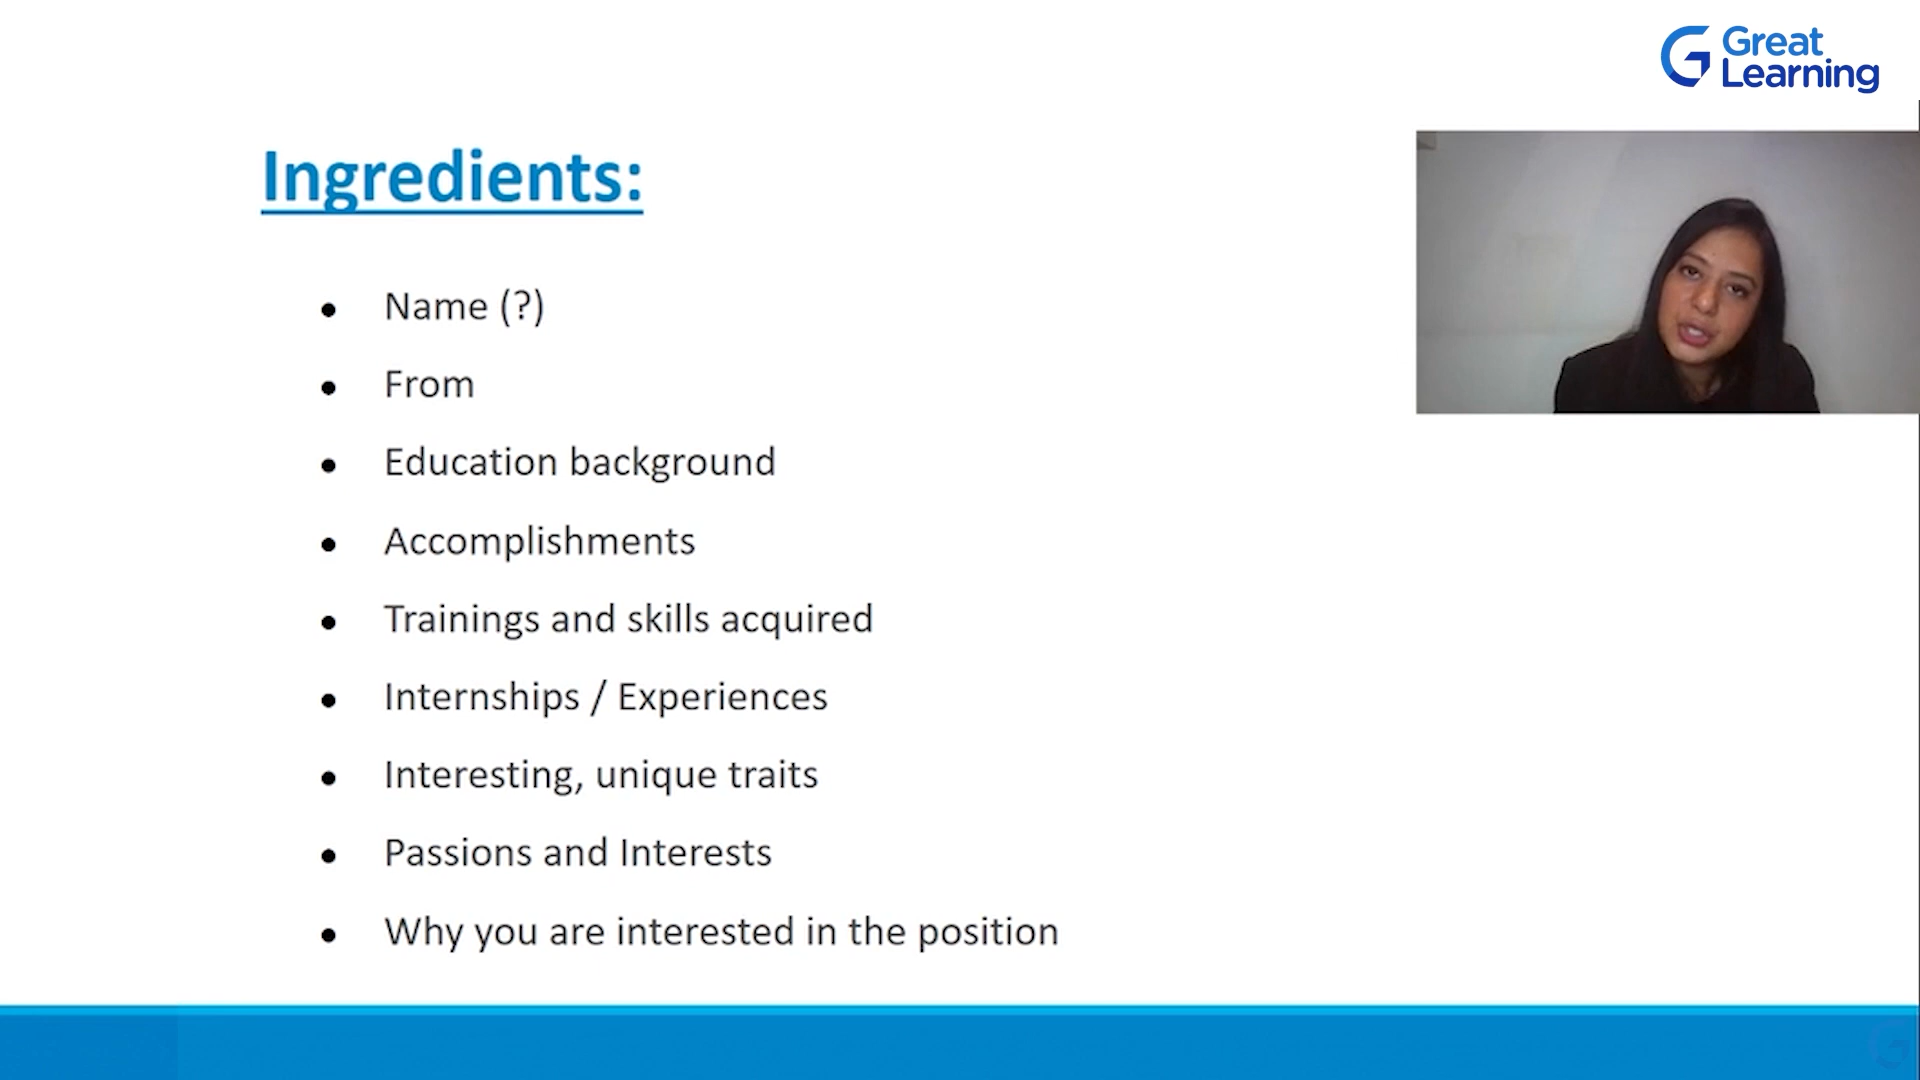 Great
Learning
Ingredients:
Name (?)
From
Education background
Accomplishments
Trainings and skills acquired
Internships / Experiences
Interesting, unique traits
Passions and Interests
Why you are interested in the position